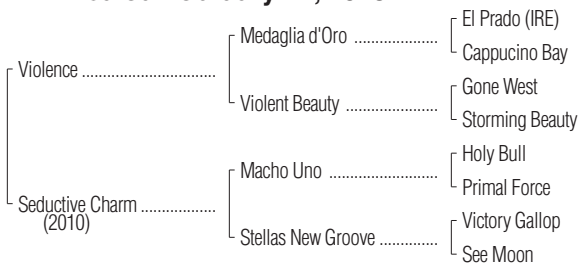 El Prado (IRE)
Medaglia d'Oro ......................
Cappucino Bay
Violence ...................................
Gone West
Violent Beauty ........................
Storming Beauty
Holy Bull
Macho Uno ............................
Primal Force
Seductive Charm ....................
(2010)
Victory Gallop
Stellas New Groove ...............
See Moon